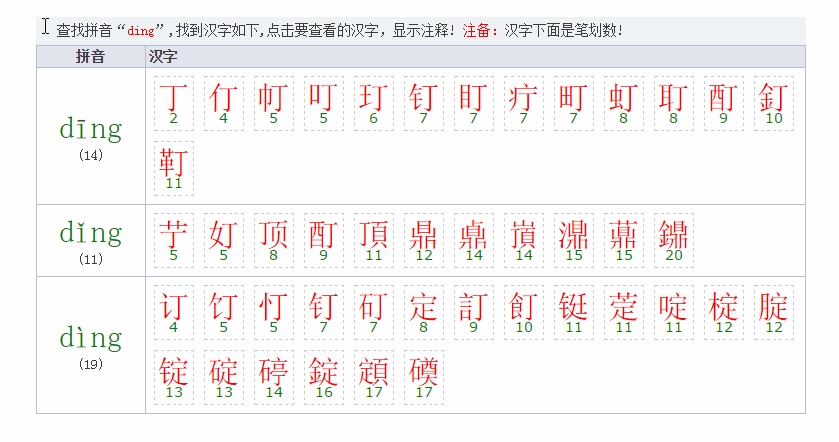 查找拼音“ding”,找到汉字如下,点击要查看的汉字，显示注释! 注备：汉字下面是笔划数!
拼音 汉字
dīng
(14)
丁 仃 帄 叮 玎 钉 盯 疔 町 虰 耵 酊 釘
2 4 5 5 6 7 7 7 7 8 8 9 10
靪
11
dǐng
(11)
艼 奵 顶 酊 頂 鼎 鼑 嵿 濎 薡 鐤
5 5 8 9 11 12 14 14 15 15 20
dìng
(19)
订 饤 忊 钉 矴 定 訂 飣 铤 萣 啶 椗 腚
4 5 5 7 7 8 9 10 11 11 11 12 12
锭 碇 碠 錠 顁 磸
13 13 14 16 17 17